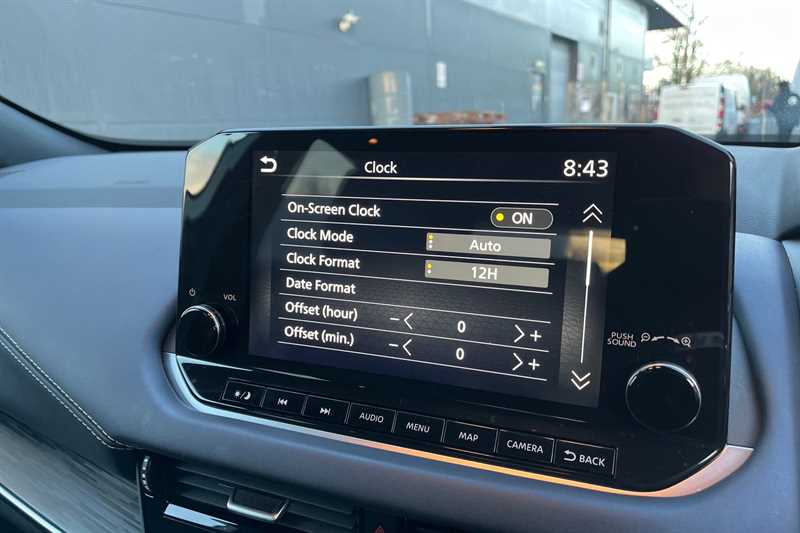 Clock 8:43
On-Screen Clock ON
Clock Mode Auto
Clock Format 12H
Date Format
Offset (hour) − 0 +
Offset (min.) − 0 +
VOL
PUSH
SOUND
AUDIO MENU MAP CAMERA BACK